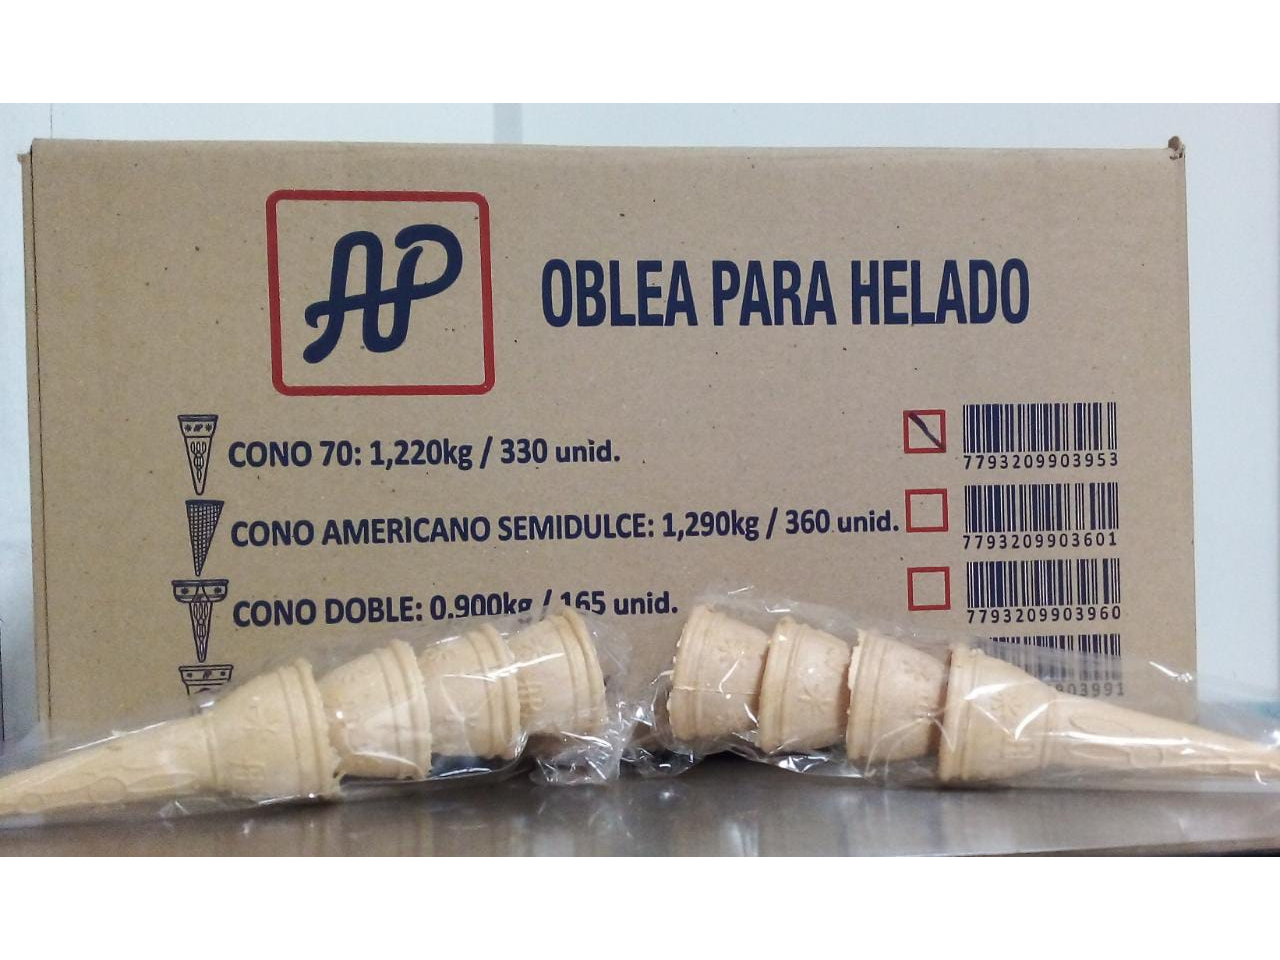 AP
OBLEA PARA HELADO
CONO 70: 1,220kg / 330 unid.
7793209903953
CONO AMERICANO SEMIDULCE: 1,290kg / 360 unid.
7793209903601
CONO DOBLE: 0.900kg / 165 unid.
7793209903960